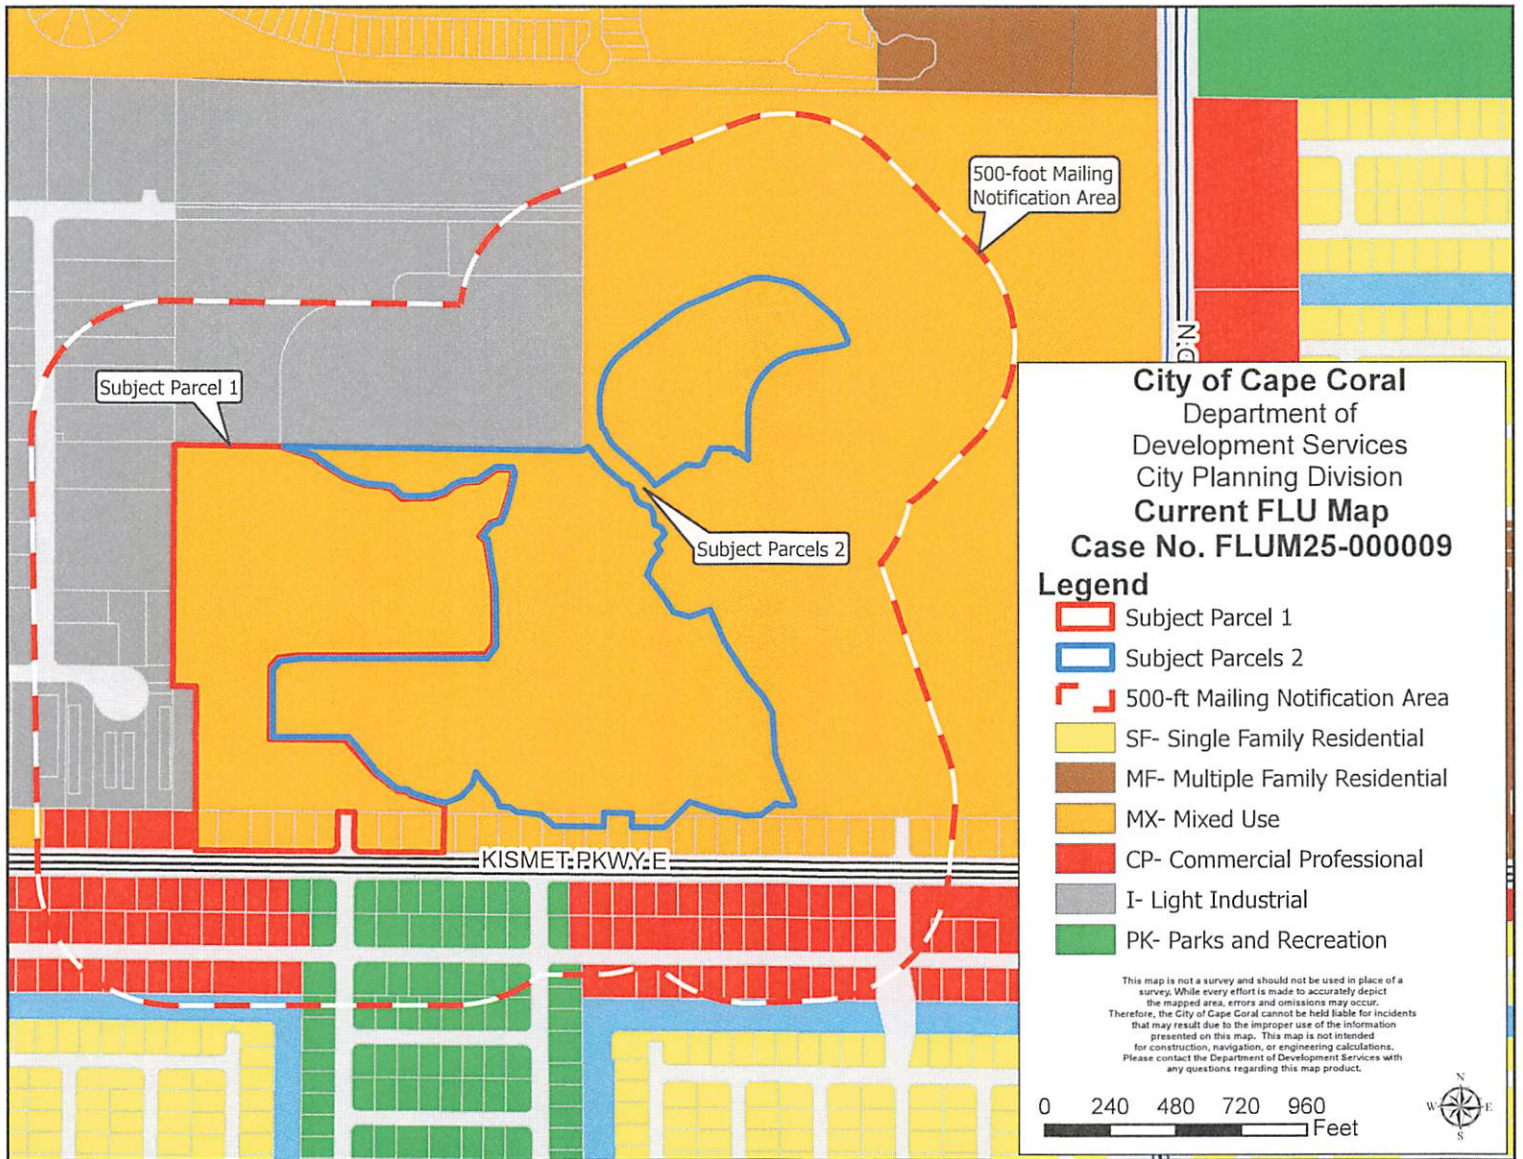 500-foot Mailing
Notification Area
Subject Parcel 1
Subject Parcels 2
KISMET PKWY E
D N
City of Cape Coral
Department of
Development Services
City Planning Division
Current FLU Map
Case No. FLUM25-000009
Legend
Subject Parcel 1
Subject Parcels 2
500-ft Mailing Notification Area
SF- Single Family Residential
MF- Multiple Family Residential
MX- Mixed Use
CP- Commercial Professional
I- Light Industrial
PK- Parks and Recreation
This map is not a survey and should not be used in place of a
survey. While every effort is made to accurately depict
the mapped area, errors and omissions may occur.
Therefore, the City of Cape Coral cannot be held liable for incidents
that may result due to the improper use of the information
presented on this map. This map is not intended
for construction, navigation, or engineering calculations.
Please contact the Department of Development Services with
any questions regarding this map product.
0 240 480 720 960
Feet
N
W E
S